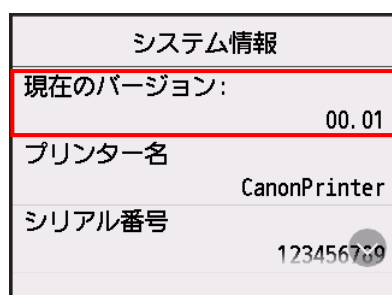 システム情報
現在のバージョン:
00.01
プリンター名
CanonPrinter
シリアル番号
123456789